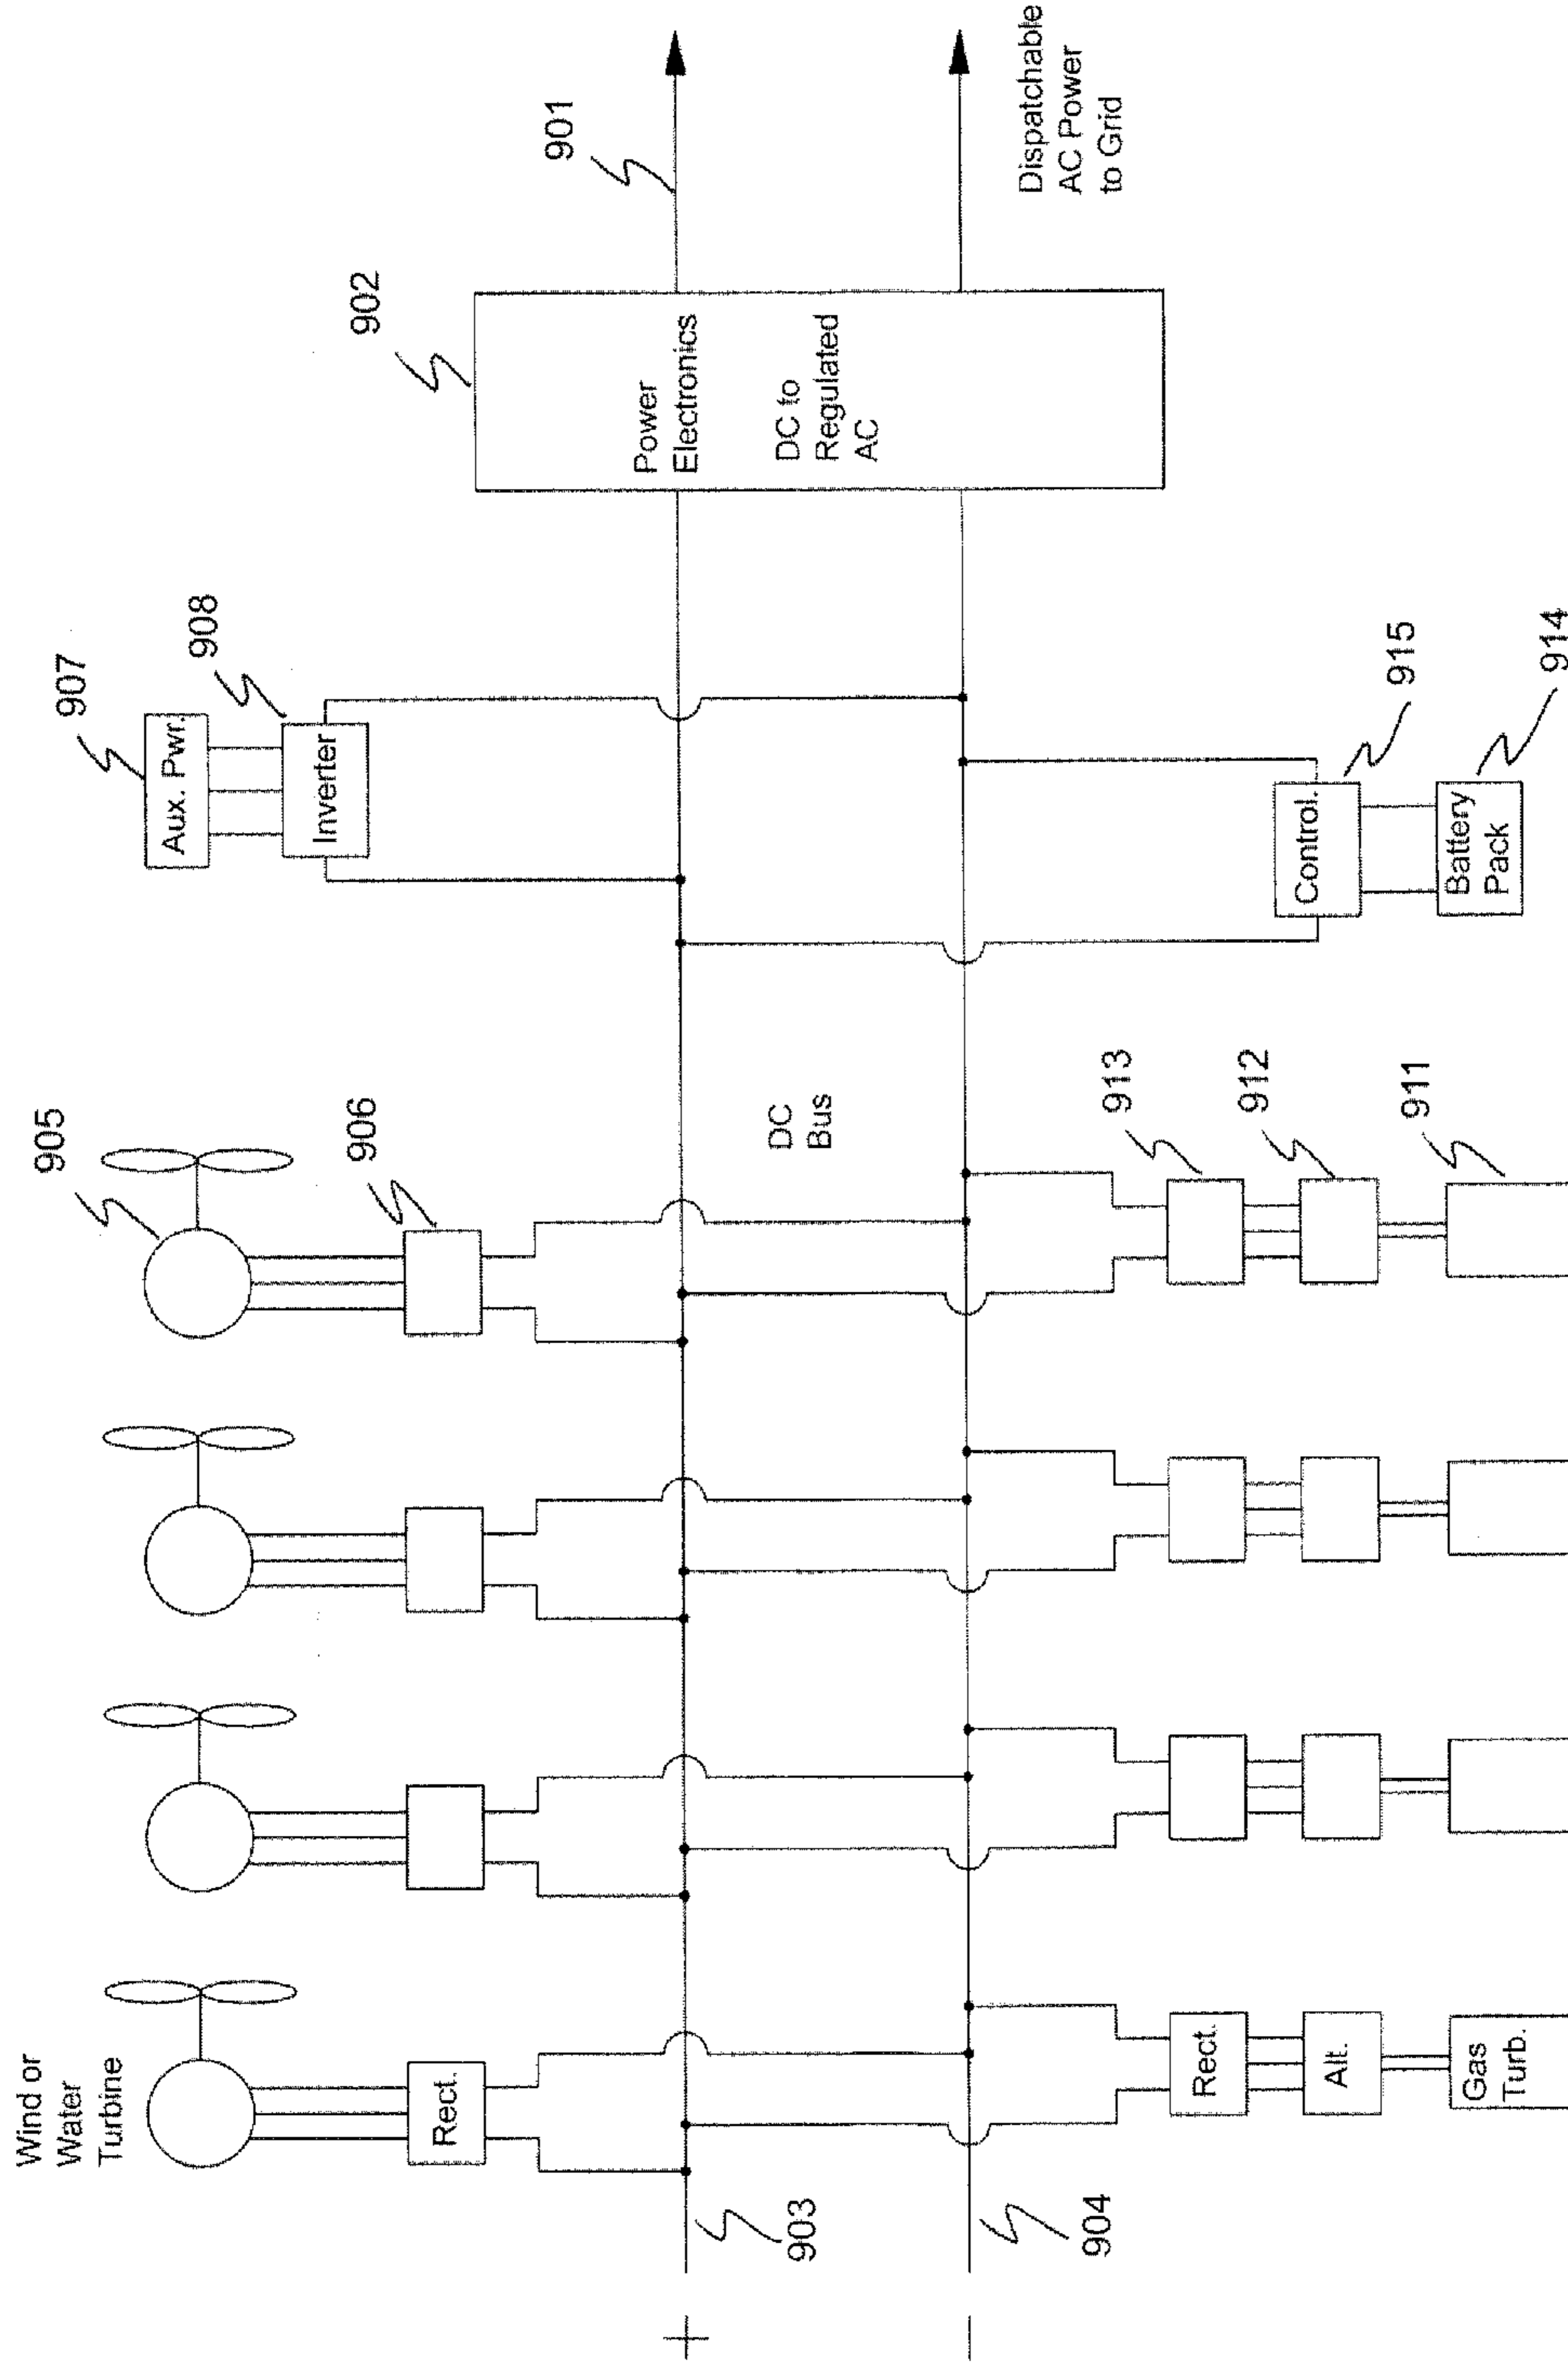 Wind or
Water
Turbine
905
906
907
Aux. Pwr.
908
Inverter
902
901
Rect.
Power
Electronics
DC to
Regulated
AC
DC
Bus
Dispatchable
AC Power
to Grid
+
903
−
904
Rect.
Alt.
Gas
Turb.
913
912
911
Control.
915
Battery
Pack
914